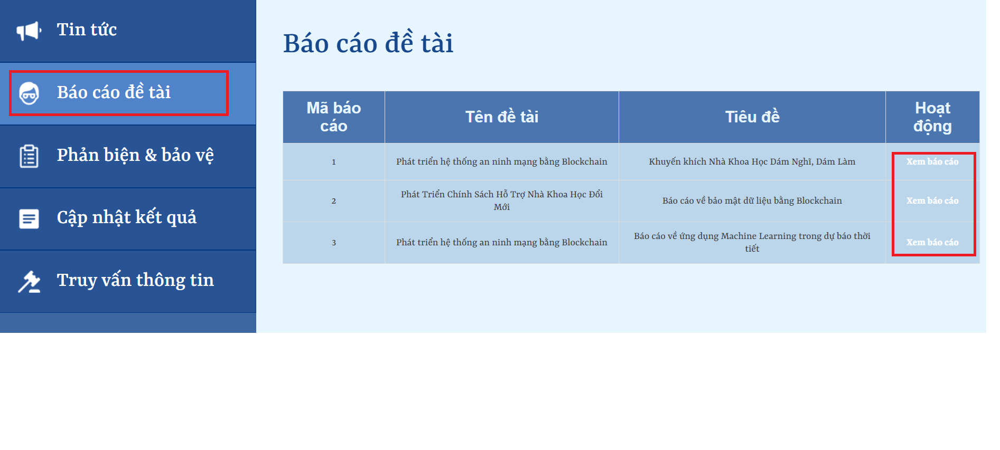 Tin tức
Báo cáo đề tài
Phản biện & bảo vệ
Cập nhật kết quả
Truy vấn thông tin
Báo cáo đề tài
Mã báo
cáo
Tên đề tài
Tiêu đề
Hoạt
động
1
Phát triển hệ thống an ninh mạng bằng Blockchain
Khuyến khích Nhà Khoa Học Dám Nghĩ, Dám Làm
Xem báo cáo
2
Phát Triển Chính Sách Hỗ Trợ Nhà Khoa Học Đổi
Mới
Báo cáo về bảo mật dữ liệu bằng Blockchain
Xem báo cáo
3
Phát triển hệ thống an ninh mạng bằng Blockchain
Báo cáo về ứng dụng Machine Learning trong dự báo thời
tiết
Xem báo cáo